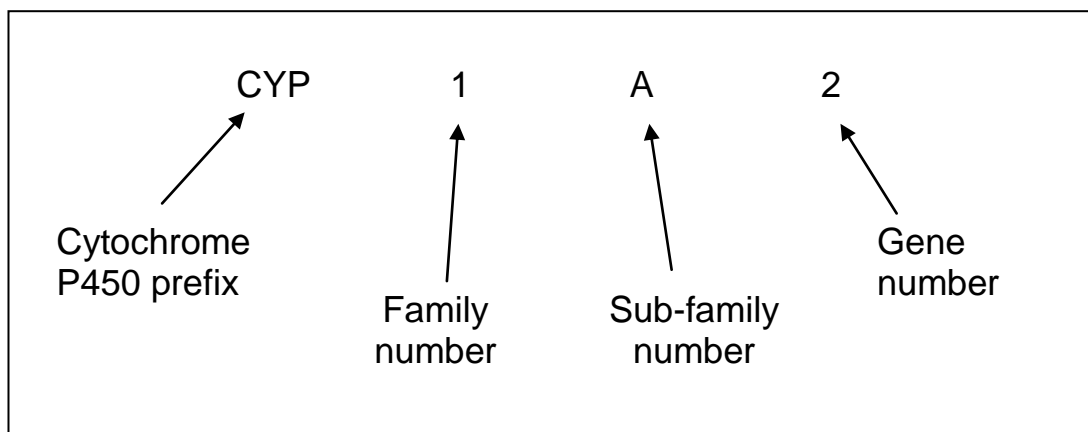 CYP 1 A 2
Cytochrome
P450 prefix
Family
number
Sub-family
number
Gene
number